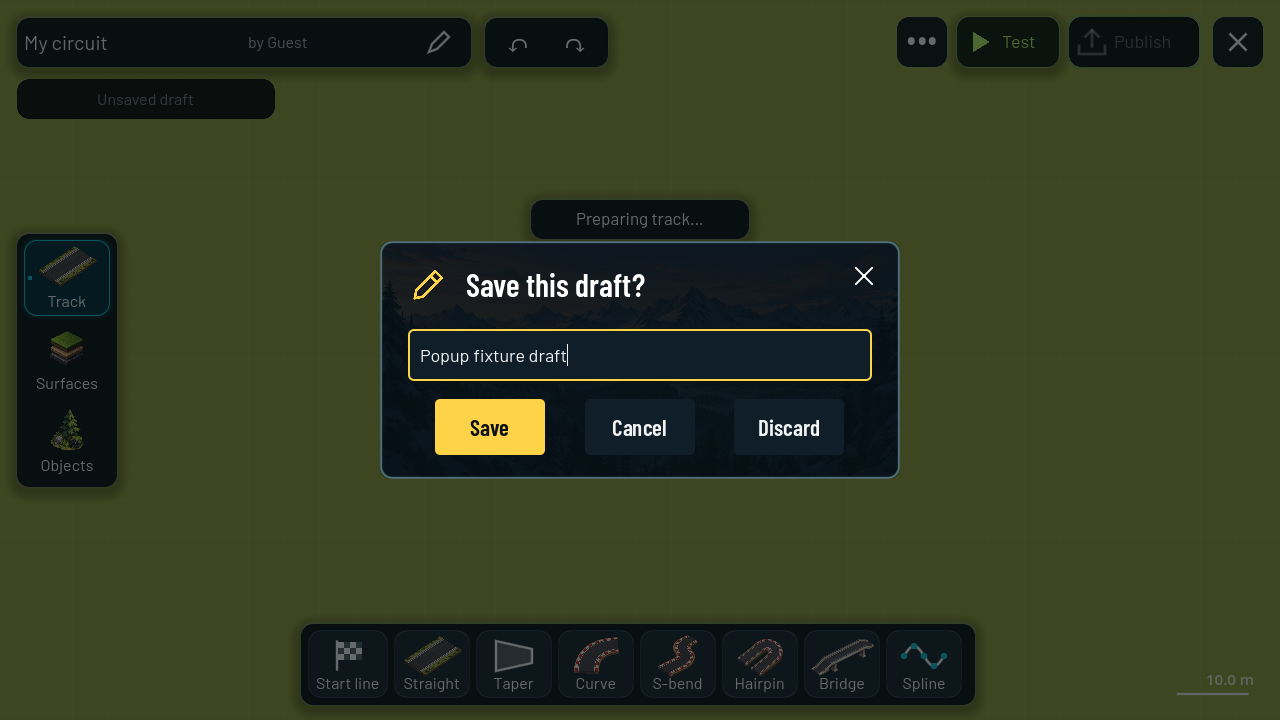 My circuit
by Guest
Test
Publish
Unsaved draft
Preparing track...
Save this draft?
Popup fixture draft
Save
Cancel
Discard
Track
Surfaces
Objects
Start line
Straight
Taper
Curve
S-bend
Hairpin
Bridge
Spline
10.0 m